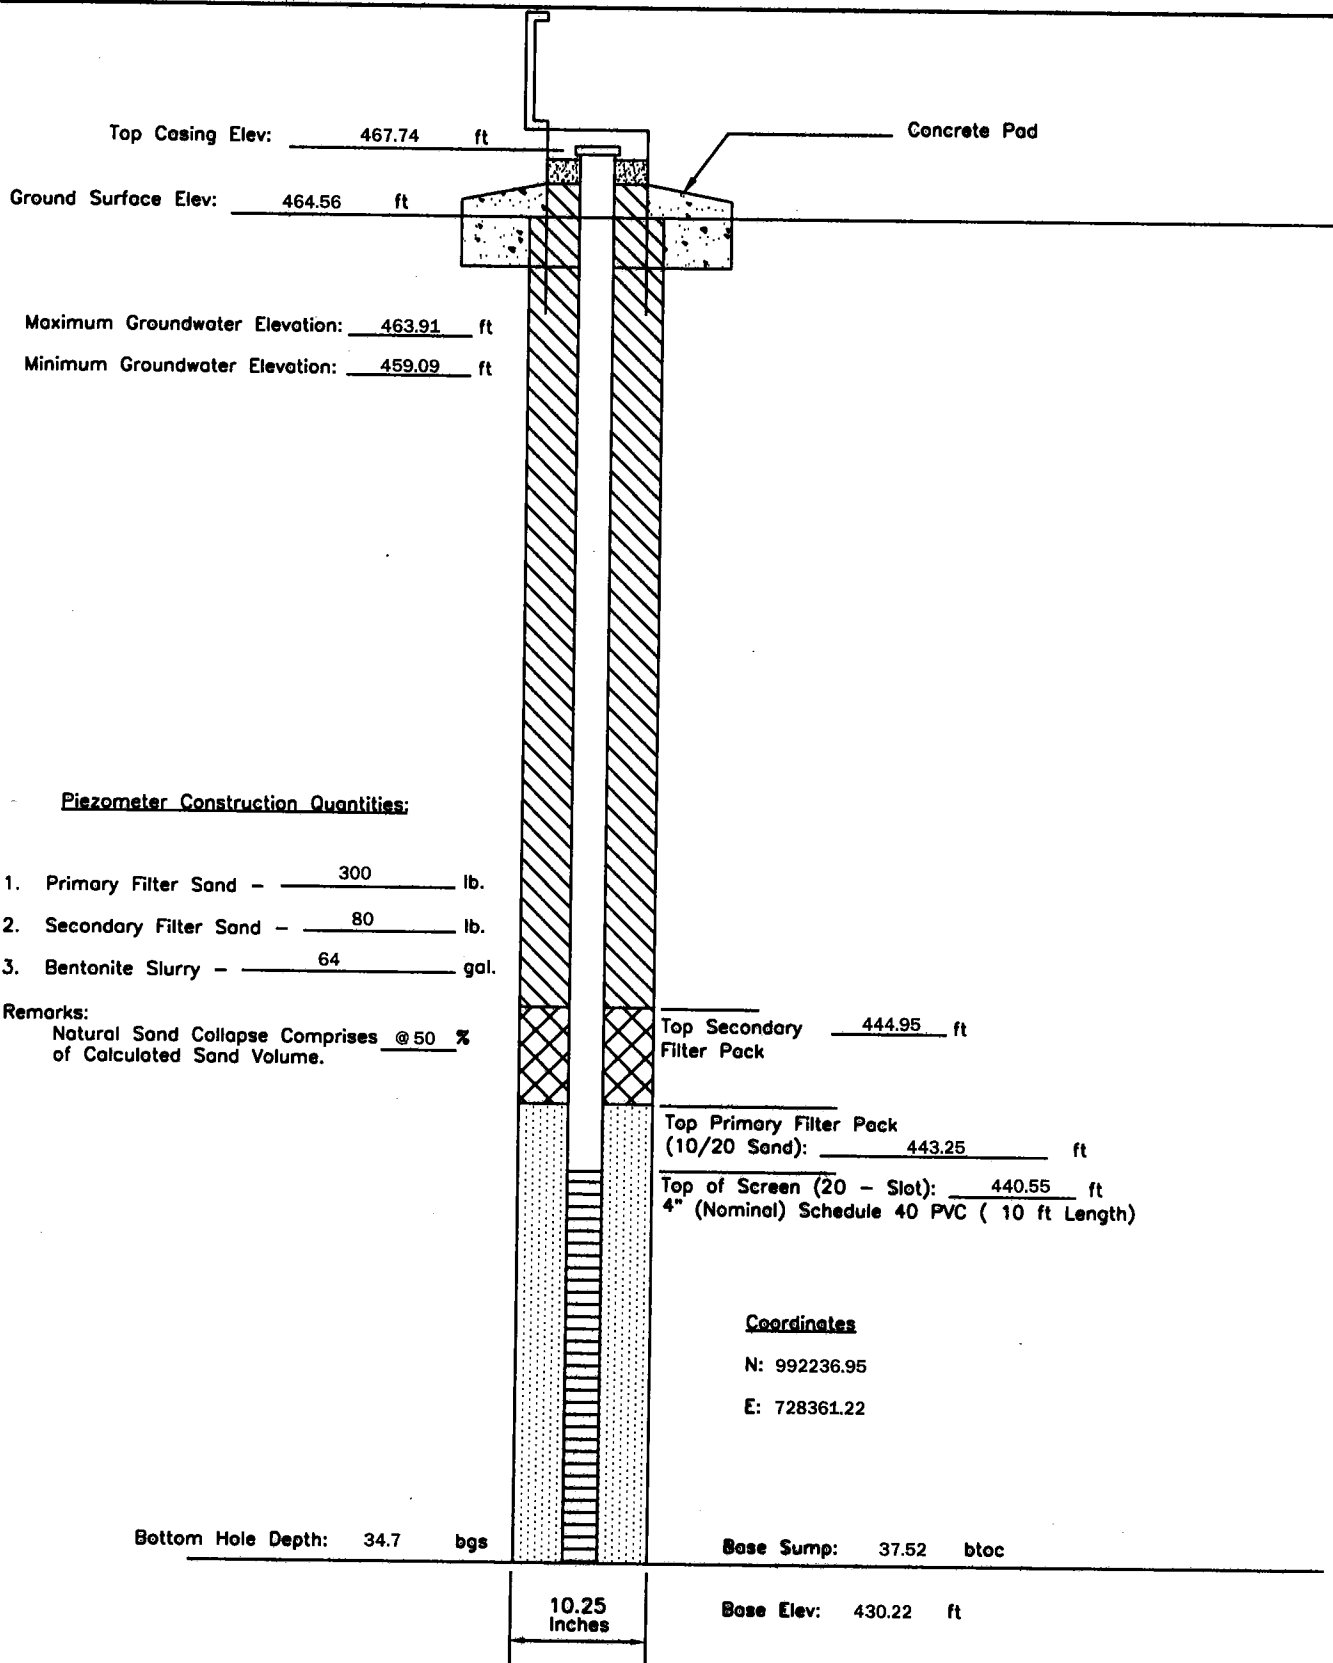 Top Casing Elev: 467.74 ft
Concrete Pad
Ground Surface Elev: 464.56 ft
Maximum Groundwater Elevation: 463.91 ft
Minimum Groundwater Elevation: 459.09 ft
Piezometer Construction Quantities:
1. Primary Filter Sand - 300 lb.
2. Secondary Filter Sand - 80 lb.
3. Bentonite Slurry - 64 gal.
Remarks:
Natural Sand Collapse Comprises @ 50 %
of Calculated Sand Volume.
Top Secondary 444.95 ft
Filter Pack
Top Primary Filter Pack
(10/20 Sand): 443.25 ft
Top of Screen (20 - Slot): 440.55 ft
4" (Nominal) Schedule 40 PVC ( 10 ft Length)
Coordinates
N: 992236.95
E: 728361.22
Bottom Hole Depth: 34.7 bgs
Base Sump: 37.52 btoc
10.25
Inches
Base Elev: 430.22 ft